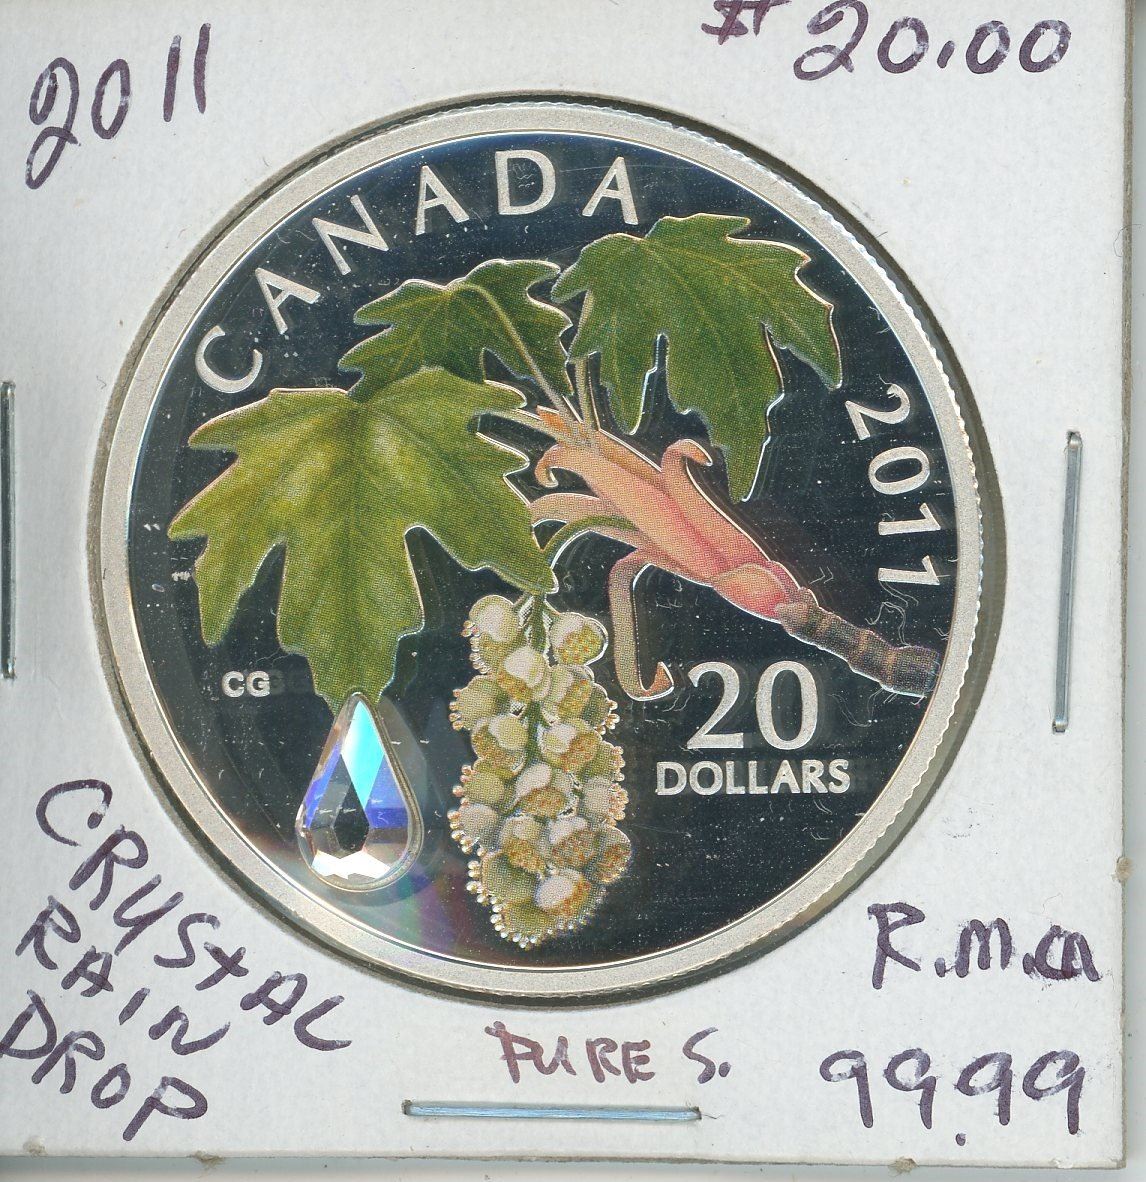 2011
$20.00
CANADA
2011
CG
20
DOLLARS
CRYSTAL
RAIN
DROP
PURE S.
R.M.
99.99